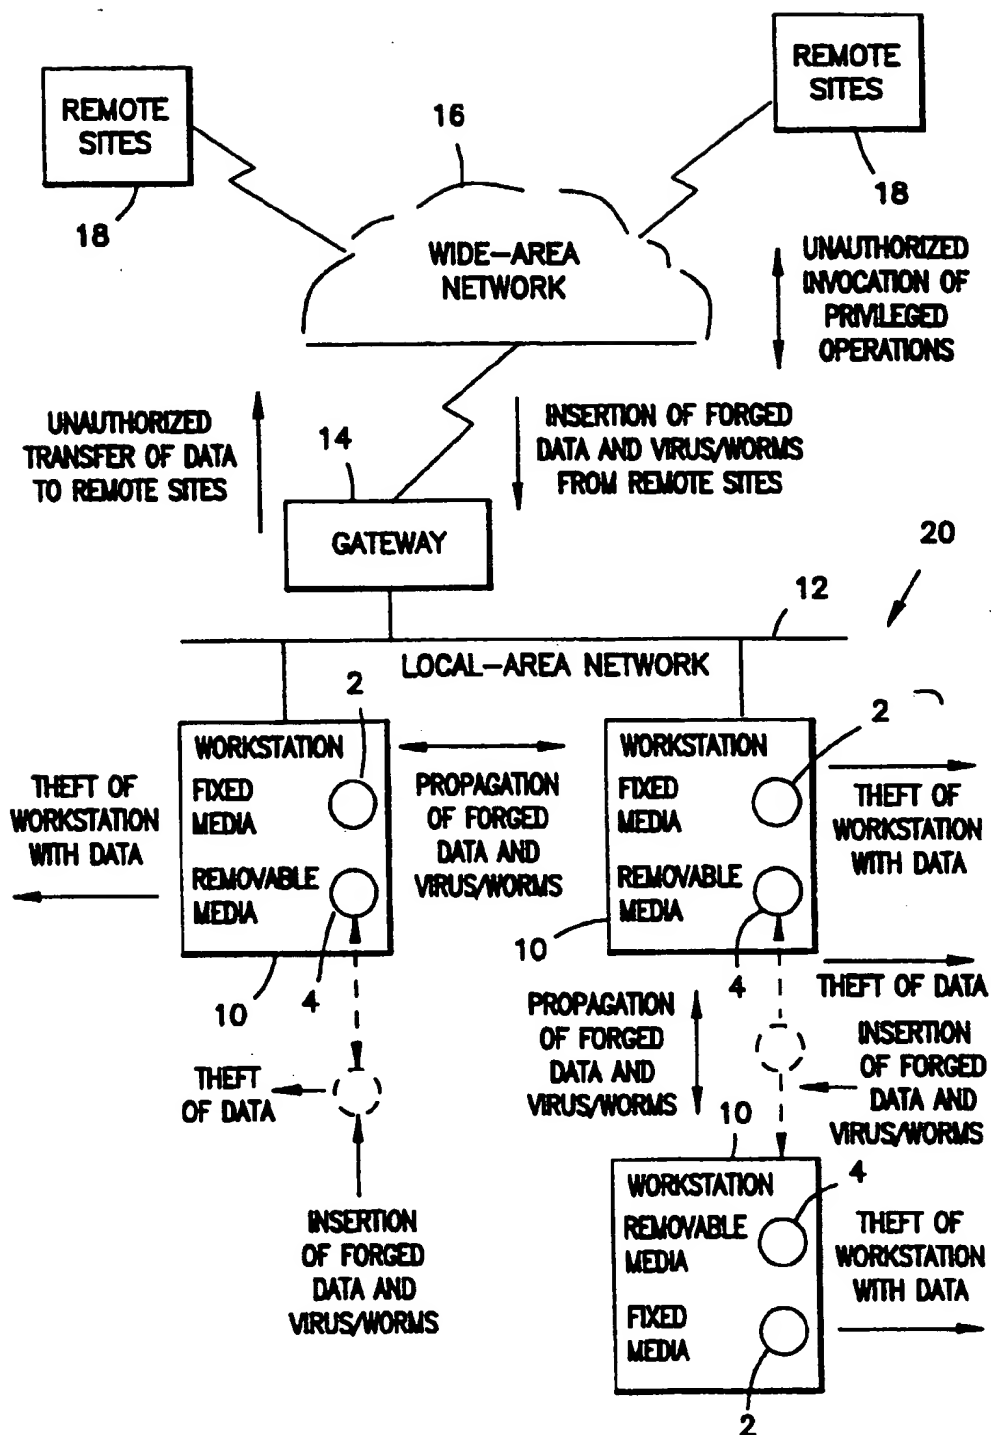 REMOTE
SITES
18
16
REMOTE
SITES
18
WIDE-AREA
NETWORK
UNAUTHORIZED
INVOCATION OF
PRIVILEGED
OPERATIONS
UNAUTHORIZED
TRANSFER OF DATA
TO REMOTE SITES
14
INSERTION OF FORGED
DATA AND VIRUS/WORMS
FROM REMOTE SITES
GATEWAY
20
12
LOCAL-AREA NETWORK
2
WORKSTATION
FIXED
MEDIA
REMOVABLE
MEDIA
10
4
THEFT OF
WORKSTATION
WITH DATA
PROPAGATION
OF FORGED
DATA AND
VIRUS/WORMS
2
WORKSTATION
FIXED
MEDIA
REMOVABLE
MEDIA
10
4
THEFT OF
WORKSTATION
WITH DATA
THEFT OF DATA
THEFT
OF DATA
INSERTION
OF FORGED
DATA AND
VIRUS/WORMS
PROPAGATION
OF FORGED
DATA AND
VIRUS/WORMS
INSERTION
OF FORGED
DATA AND
VIRUS/WORMS
10
WORKSTATION
REMOVABLE
MEDIA
4
FIXED
MEDIA
2
THEFT OF
WORKSTATION
WITH DATA